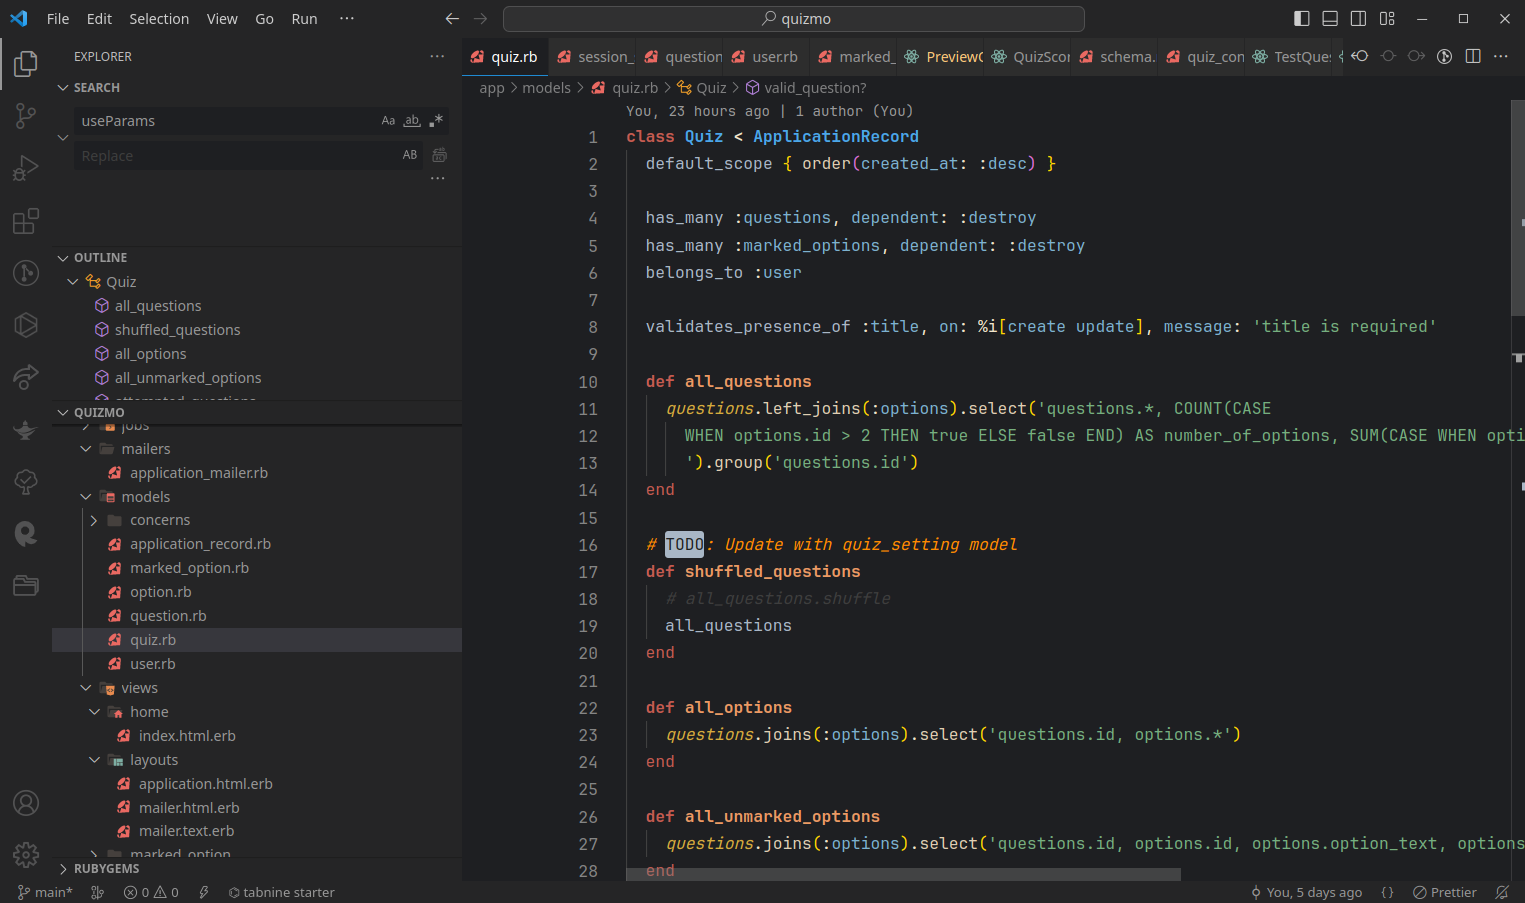 File Edit Selection View Go Run ···
quizmo
EXPLORER
SEARCH
useParams
Aa ab .*
Replace
AB
OUTLINE
Quiz
all_questions
shuffled_questions
all_options
all_unmarked_options
attempted_questions
QUIZMO
jobs
mailers
application_mailer.rb
models
concerns
application_record.rb
marked_option.rb
option.rb
question.rb
quiz.rb
user.rb
views
home
index.html.erb
layouts
application.html.erb
mailer.html.erb
mailer.text.erb
marked_option
RUBYGEMS
quiz.rb session_ question user.rb marked_ Preview QuizScor schema. quiz_con TestQues
app > models > quiz.rb > Quiz > valid_question?
You, 23 hours ago | 1 author (You)
1 class Quiz < ApplicationRecord
2 default_scope { order(created_at: :desc) }
3
4 has_many :questions, dependent: :destroy
5 has_many :marked_options, dependent: :destroy
6 belongs_to :user
7
8 validates_presence_of :title, on: %i[create update], message: 'title is required'
9
10 def all_questions
11 questions.left_joins(:options).select('questions.*, COUNT(CASE
12 WHEN options.id > 2 THEN true ELSE false END) AS number_of_options, SUM(CASE WHEN opti
13 ').group('questions.id')
14 end
15
16 # TODO: Update with quiz_setting model
17 def shuffled_questions
18 # all_questions.shuffle
19 all_questions
20 end
21
22 def all_options
23 questions.joins(:options).select('questions.id, options.*')
24 end
25
26 def all_unmarked_options
27 questions.joins(:options).select('questions.id, options.id, options.option_text, options
28 end
main* 0 0 tabnine starter
You, 5 days ago {} Prettier